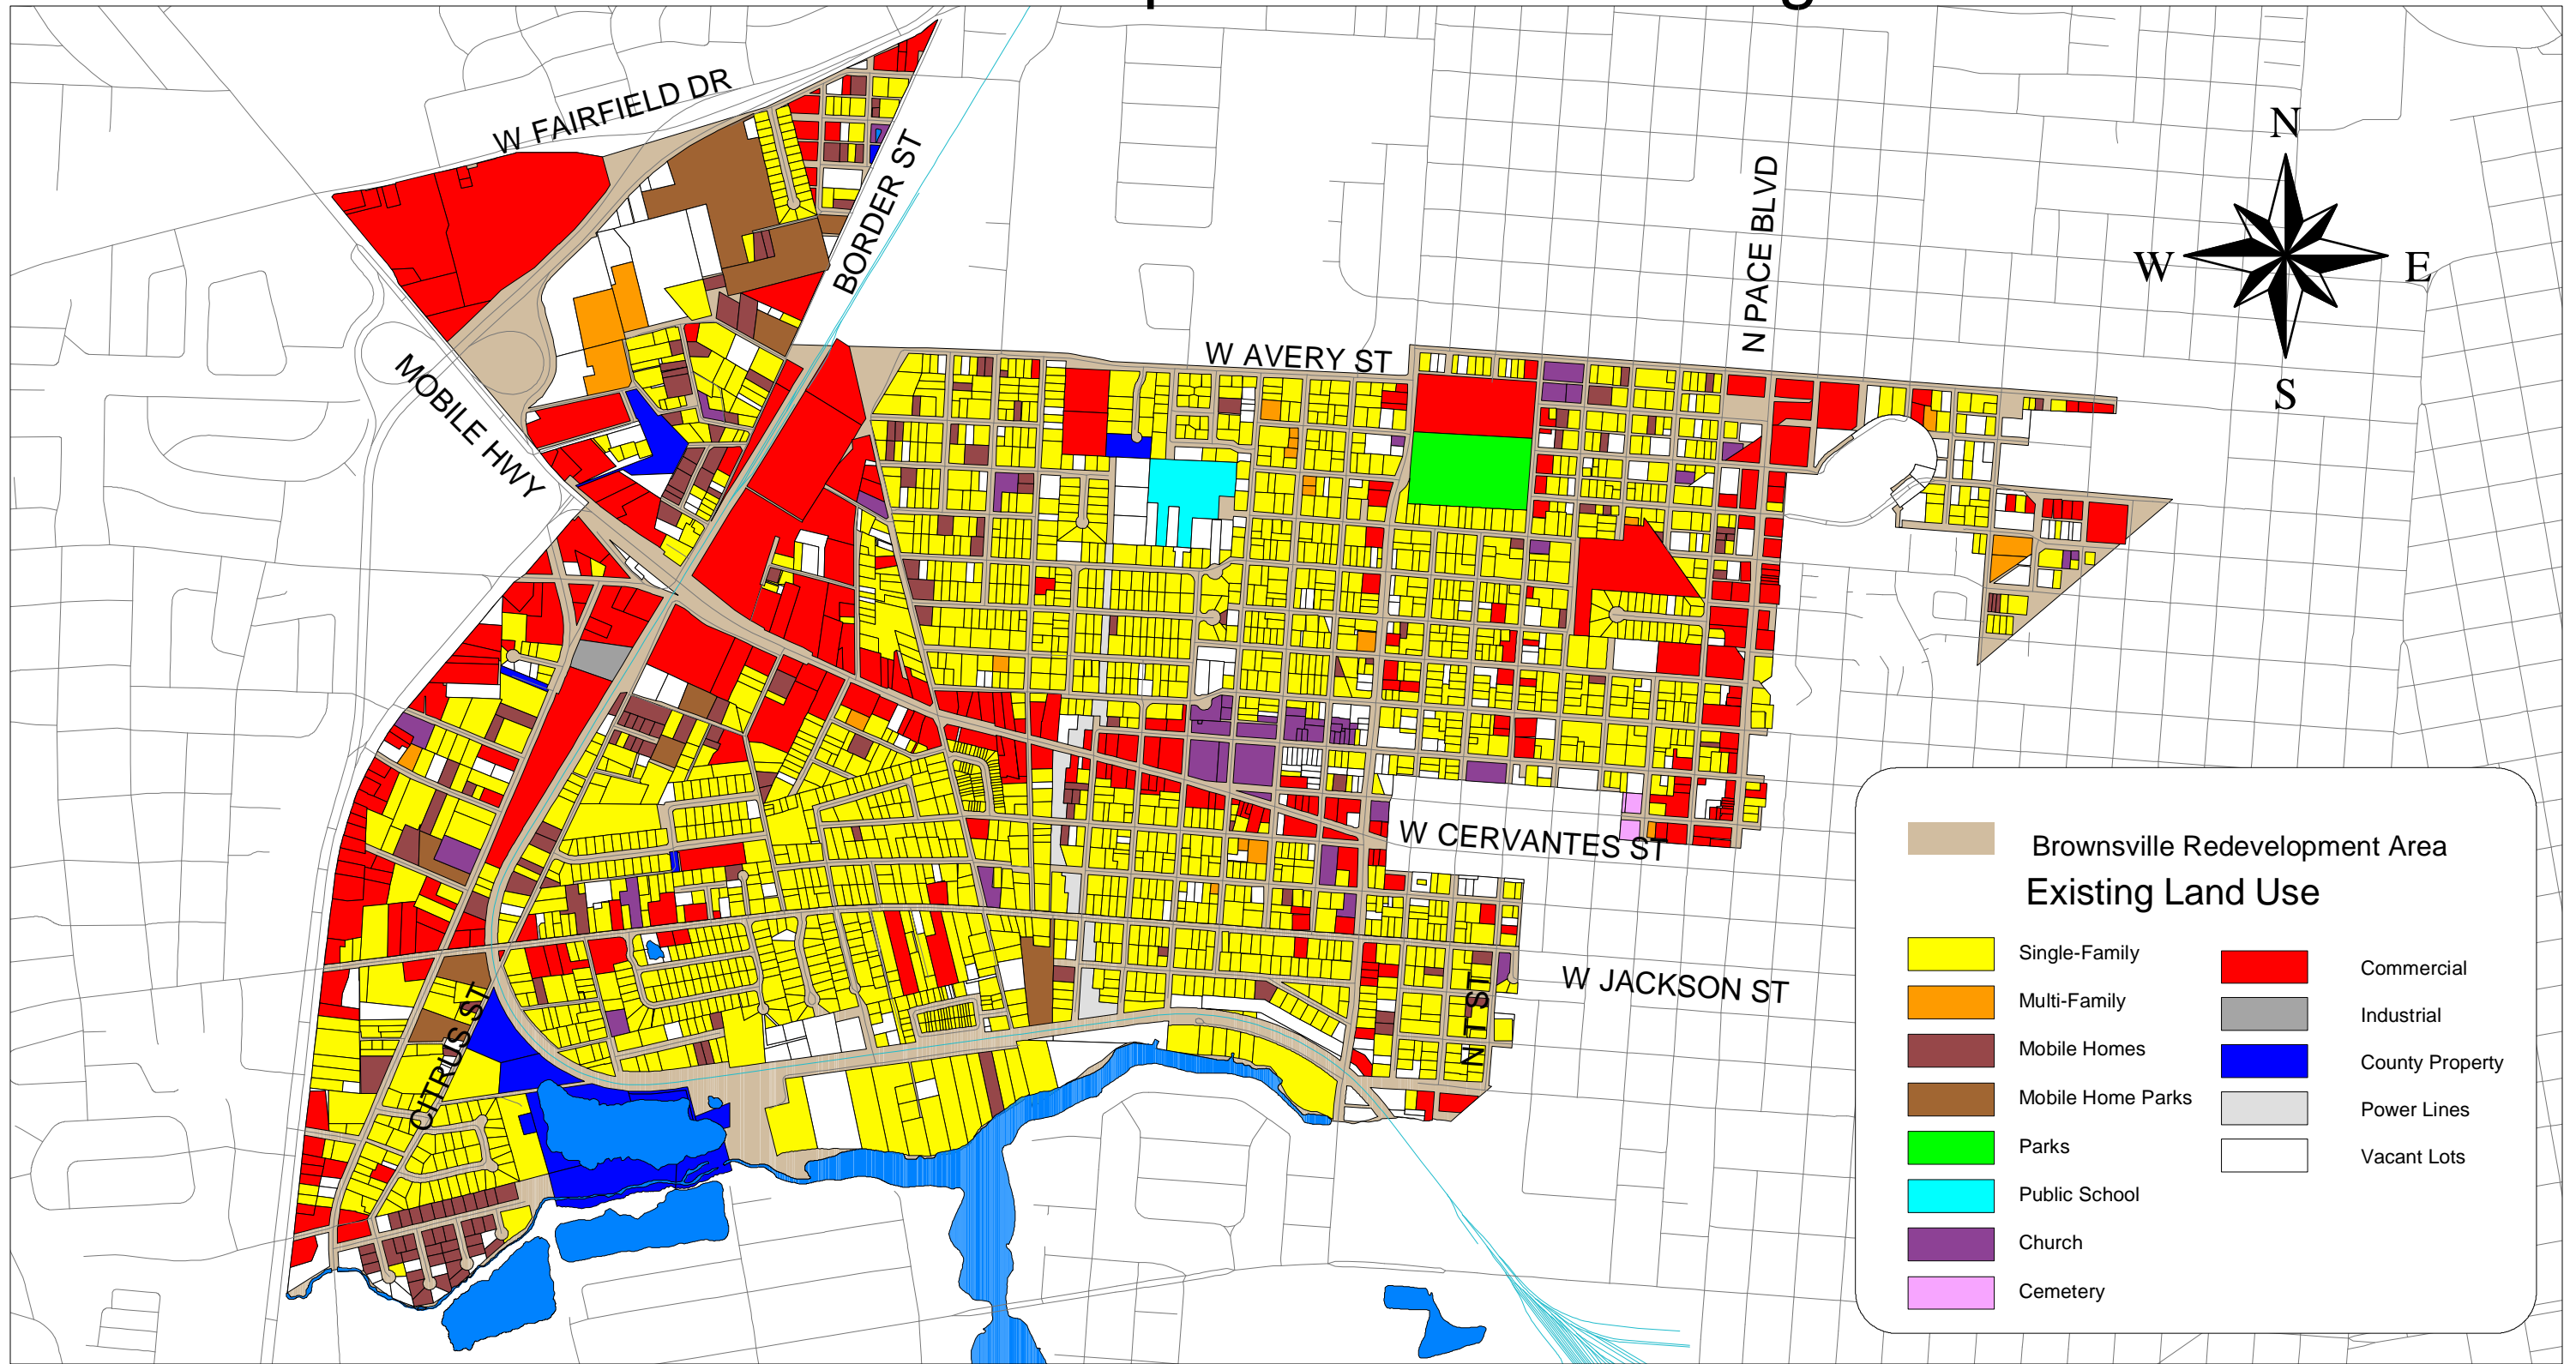 W FAIRFIELD DR
BORDER ST
N PACE BLVD
N
W
E
S
W AVERY ST
MOBILE HWY
W CERVANTES ST
W JACKSON ST
N T ST
CITRUS ST
Brownsville Redevelopment Area
Existing Land Use
Single-Family
Multi-Family
Mobile Homes
Mobile Home Parks
Parks
Public School
Church
Cemetery
Commercial
Industrial
County Property
Power Lines
Vacant Lots